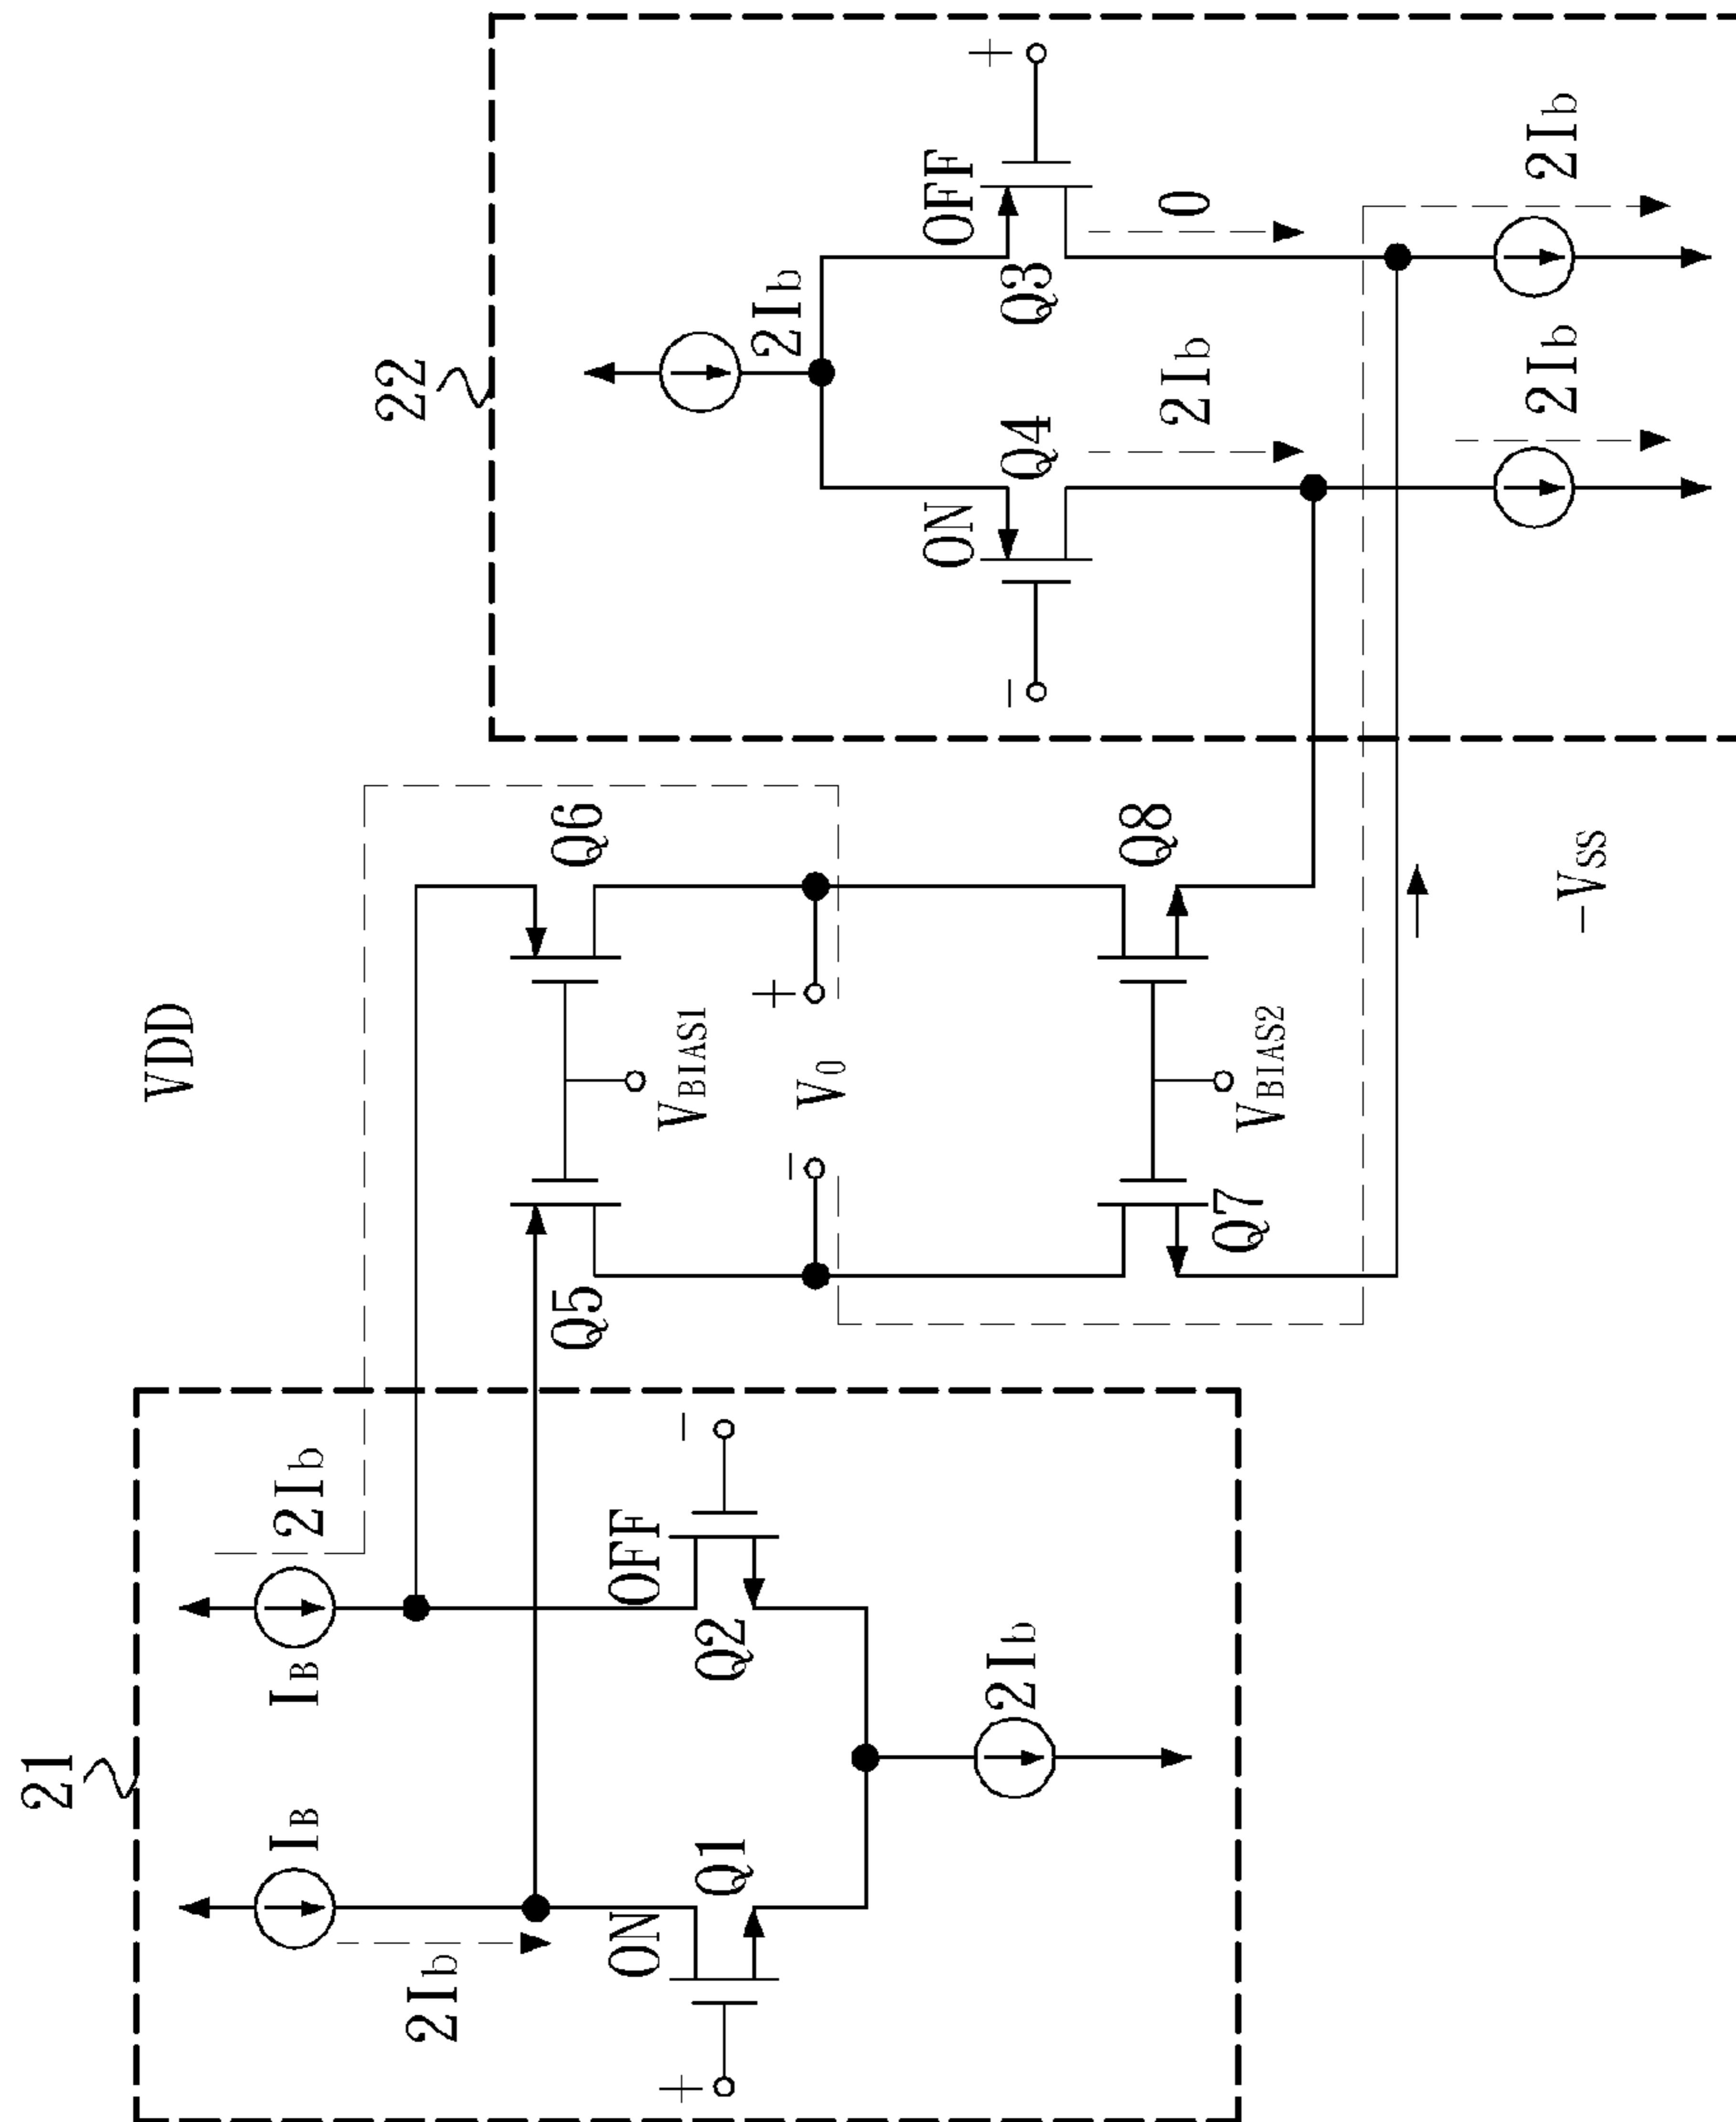 21
IB
IB
2Ib
2Ib
ON
OFF
+
Q1
Q2
-
2Ib
VDD
Q5
Q6
VBIAS1
-
V0
+
VBIAS2
Q7
Q8
-VSS
22
2Ib
ON
OFF
-
Q4
Q3
+
2Ib
0
2Ib
2Ib